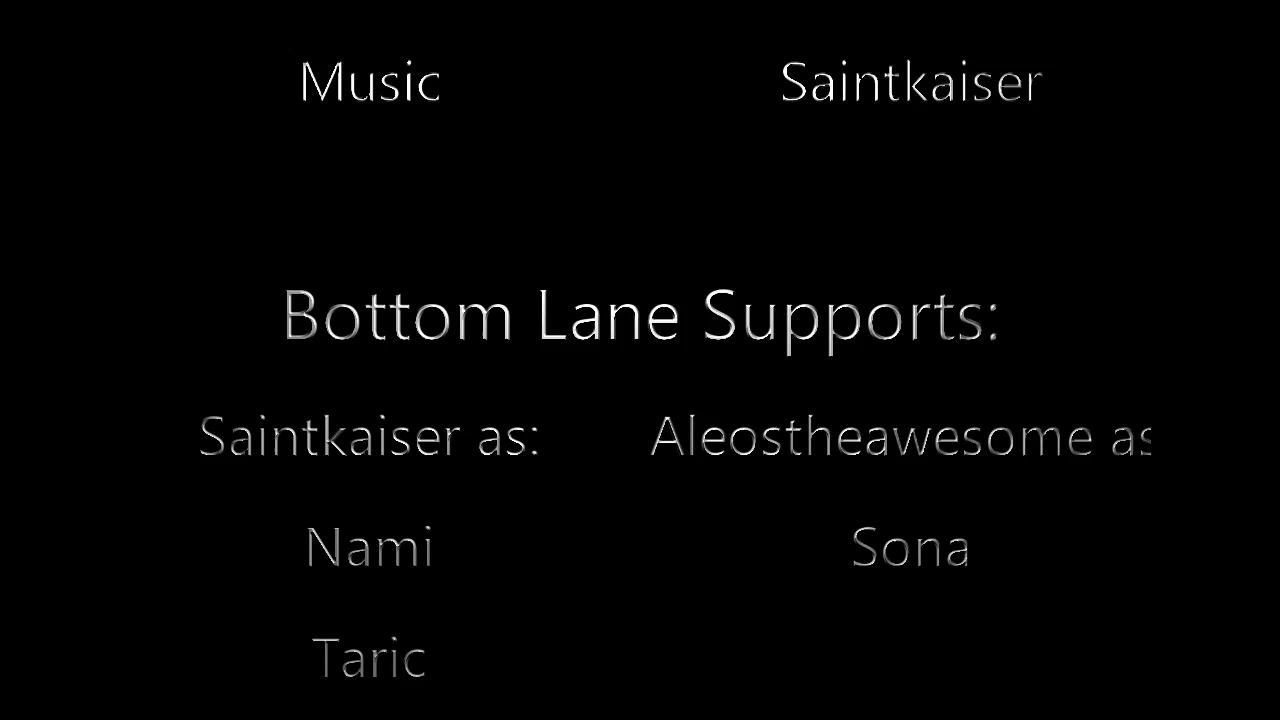 Music Saintkaiser
Bottom Lane Supports:
Saintkaiser as: Aleostheawesome as
Nami Sona
Taric